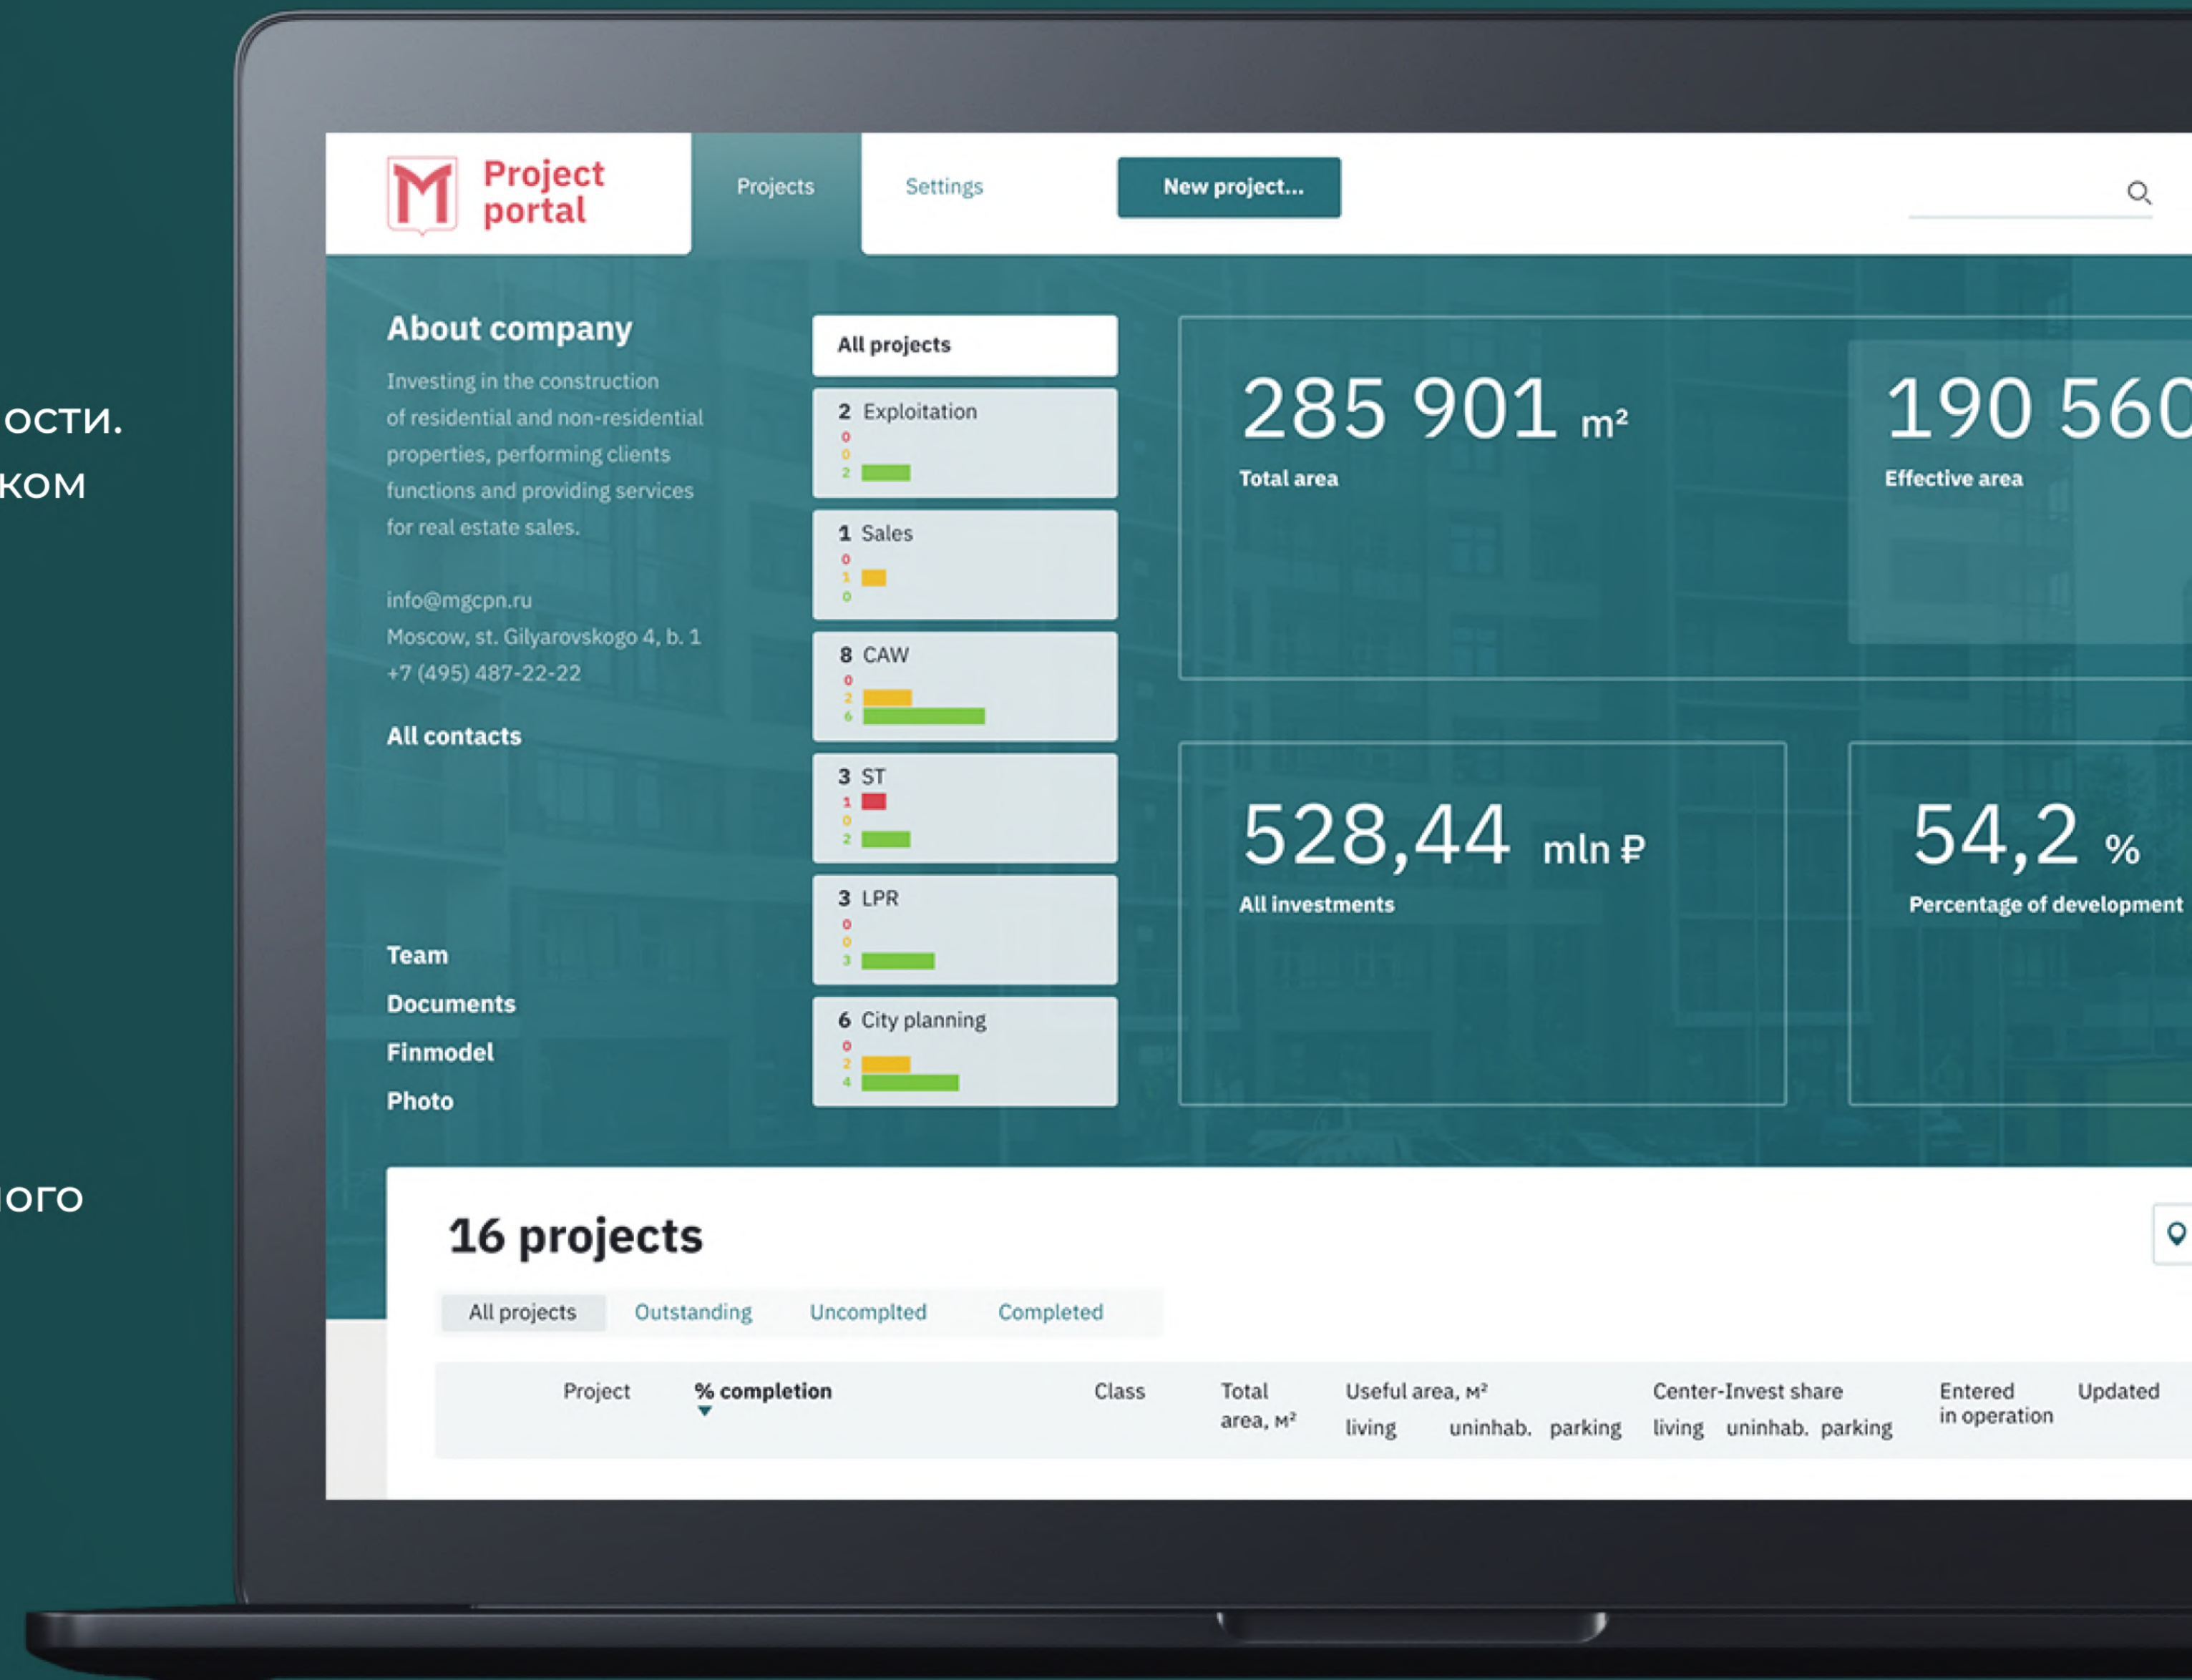 ости.
ком
ого
Project
portal
Projects
Settings
New project...
About company
Investing in the construction
of residential and non-residential
properties, performing clients
functions and providing services
for real estate sales.
info@mgcpn.ru
Moscow, st. Gilyarovskogo 4, b. 1
+7 (495) 487-22-22
All contacts
Team
Documents
Finmodel
Photo
All projects
2 Exploitation
0
0
2
1 Sales
0
1
0
8 CAW
0
2
6
3 ST
1
0
2
3 LPR
0
0
3
6 City planning
0
2
4
285 901 m²
Total area
190 560
Effective area
528,44 mln ₽
All investments
54,2 %
Percentage of development
16 projects
All projects Outstanding Uncomplted Completed
Project % completion Class Total Useful area, м² Center-Invest share Entered Updated
area, м² living uninhab. parking living uninhab. parking in operation